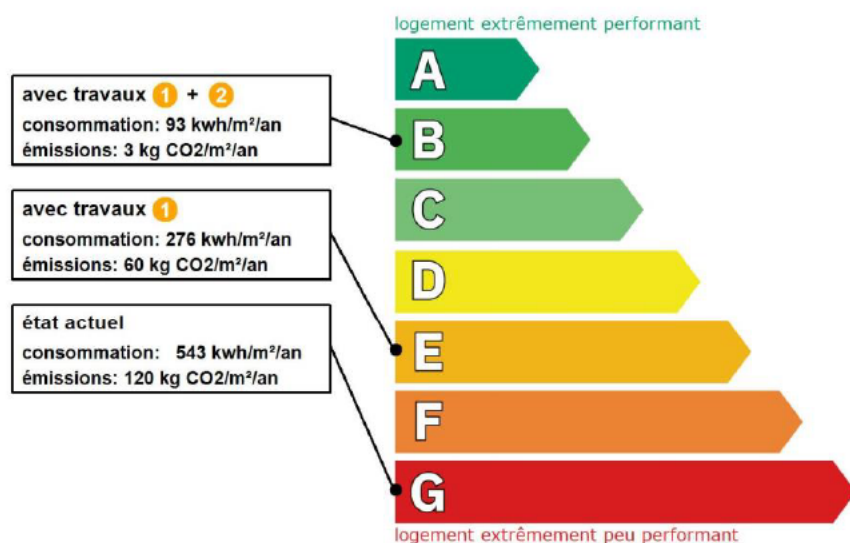 logement extrêmement performant
A
avec travaux 1 + 2
consommation: 93 kwh/m²/an
émissions: 3 kg CO2/m²/an
B
avec travaux 1
consommation: 276 kwh/m²/an
émissions: 60 kg CO2/m²/an
C
D
état actuel
consommation: 543 kwh/m²/an
émissions: 120 kg CO2/m²/an
E
F
G
logement extrêmement peu performant